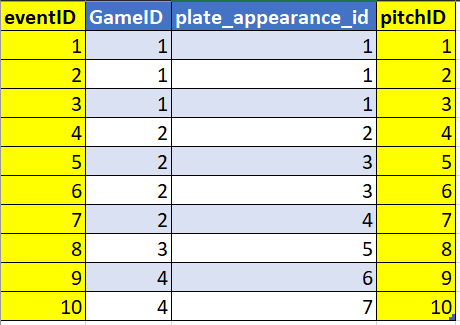 eventID GameID plate_appearance_id pitchID
1 1 1 1
2 1 1 2
3 1 1 3
4 2 2 4
5 2 3 5
6 2 3 6
7 2 4 7
8 3 5 8
9 4 6 9
10 4 7 10